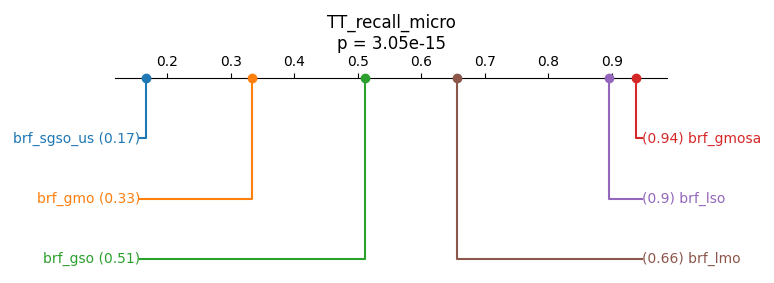 TT_recall_micro
p = 3.05e-15
0.2 0.3 0.4 0.5 0.6 0.7 0.8 0.9
brf_sgso_us (0.17) (0.94) brf_gmosa
brf_gmo (0.33) (0.9) brf_lso
brf_gso (0.51) (0.66) brf_lmo